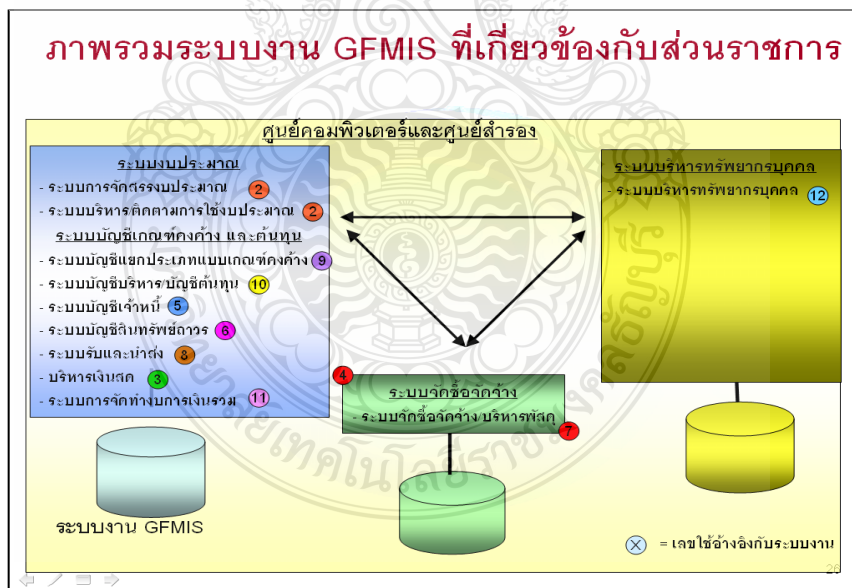 ภาพรวมระบบงาน GFMIS ที่เกี่ยวข้องกับส่วนราชการ
ศูนย์คอมพิวเตอร์และศูนย์สำรอง
ระบบงบประมาณ
- ระบบการจัดสรรงบประมาณ 2
- ระบบบริหารติดตามการใช้งบประมาณ 2
ระบบบัญชีเกณฑ์คงค้าง และต้นทุน
- ระบบบัญชีแยกประเภทแบบเกณฑ์คงค้าง 9
- ระบบบัญชีบริหาร/บัญชีต้นทุน 10
- ระบบบัญชีเจ้าหนี้ 5
- ระบบบัญชีสินทรัพย์ถาวร 6
- ระบบรับและนำส่ง 8
- บริหารเงินสด 3
- ระบบการจัดทำงบการเงินรวม 11
ระบบงาน GFMIS
4
ระบบจัดซื้อจัดจ้าง
- ระบบจัดซื้อจัดจ้าง/บริหารพัสดุ
7
ระบบบริหารทรัพยากรบุคคล
- ระบบบริหารทรัพยากรบุคคล 12
X = เลขใช้อ้างอิงกับระบบงาน
26